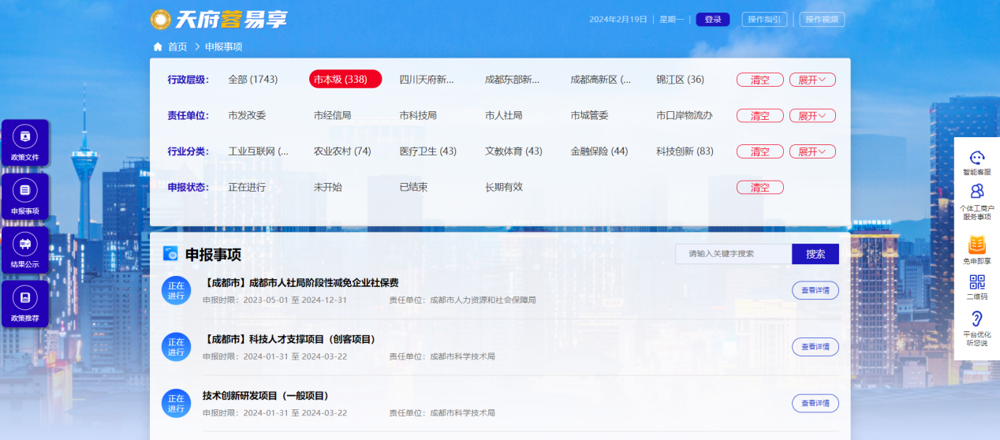 天府蓉易享
2024年2月19日 | 星期一 | 登录 操作指引 | 操作视频
首页 > 申报事项
行政层级: 全部 (1743) 市本级 (338) 四川天府新... 成都东部新... 成都高新区 (... 锦江区 (36) 清空 展开
责任单位: 市发改委 市经信局 市科技局 市人社局 市城管委 市口岸物流办 清空 展开
行业分类: 工业互联网 (... 农业农村 (74) 医疗卫生 (43) 文教体育 (43) 金融保险 (44) 科技创新 (83) 清空 展开
申报状态: 正在进行 未开始 已结束 长期有效 清空
政策文件
申报事项
结果公示
政策推荐
申报事项 请输入关键字搜索 搜索
正在进行 【成都市】成都市人社局阶段性减免企业社保费 查看详情
申报时限: 2023-05-01 至 2024-12-31 责任单位: 成都市人力资源和社会保障局
正在进行 【成都市】科技人才支撑项目（创客项目） 查看详情
申报时限: 2024-01-31 至 2024-03-22 责任单位: 成都市科学技术局
正在进行 技术创新研发项目（一般项目） 查看详情
申报时限: 2024-01-31 至 2024-03-22 责任单位: 成都市科学技术局
智能客服
个体工商户
服务事项
免申即享
二维码
平台优化
听您说